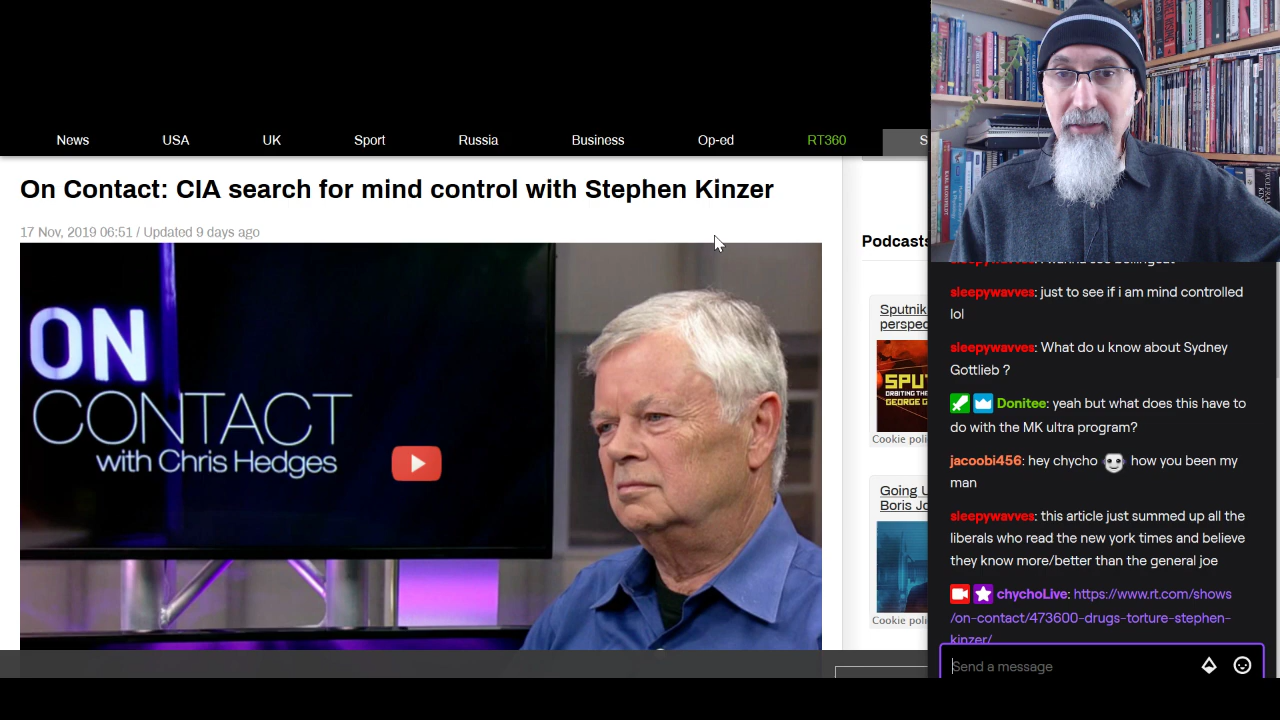 News USA UK Sport Russia Business Op-ed RT360 S
On Contact: CIA search for mind control with Stephen Kinzer
17 Nov, 2019 06:51 / Updated 9 days ago
ON
CONTACT
with Chris Hedges
Podcasts
Sputnik
perspec
SPUT
ORBITING THE
GEORGE G
Cookie poli
Going U
Boris Jo
Cookie poli
sleepywavves: just to see if i am mind controlled
lol
sleepywavves: What do u know about Sydney
Gottlieb ?
Donitee: yeah but what does this have to
do with the MK ultra program?
jacoobi456: hey chycho how you been my
man
sleepywavves: this article just summed up all the
liberals who read the new york times and believe
they know more/better than the general joe
chychoLive: https://www.rt.com/shows
/on-contact/473600-drugs-torture-stephen-
kinzer/
Send a message